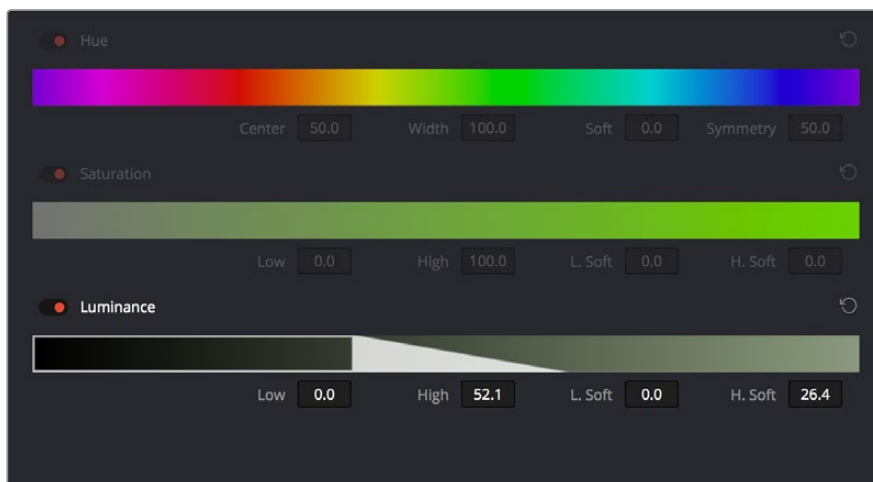 Hue
Center 50.0 Width 100.0 Soft 0.0 Symmetry 50.0
Saturation
Low 0.0 High 100.0 L. Soft 0.0 H. Soft 0.0
Luminance
Low 0.0 High 52.1 L. Soft 0.0 H. Soft 26.4